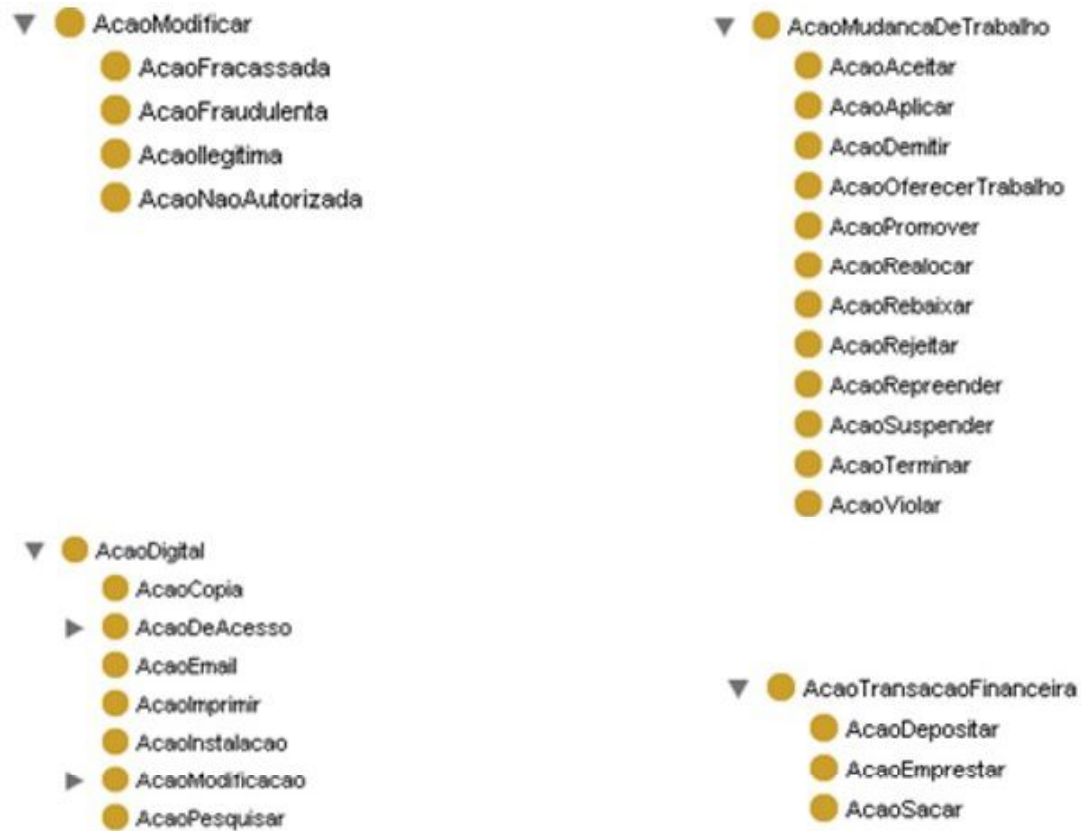 AcaoModificar
AcaoFracassada
AcaoFraudulenta
AcaoIlegitima
AcaoNaoAutorizada
AcaoMudancaDeTrabalho
AcaoAceitar
AcaoAplicar
AcaoDemitir
AcaoOferecerTrabalho
AcaoPromover
AcaoRealocar
AcaoRebaixar
AcaoRejeitar
AcaoRepreender
AcaoSuspender
AcaoTerminar
AcaoViolar
AcaoDigital
AcaoCopia
AcaoDeAcesso
AcaoEmail
AcaoImprimir
AcaoInstalacao
AcaoModificacao
AcaoPesquisar
AcaoTransacaoFinanceira
AcaoDepositar
AcaoEmprestar
AcaoSacar